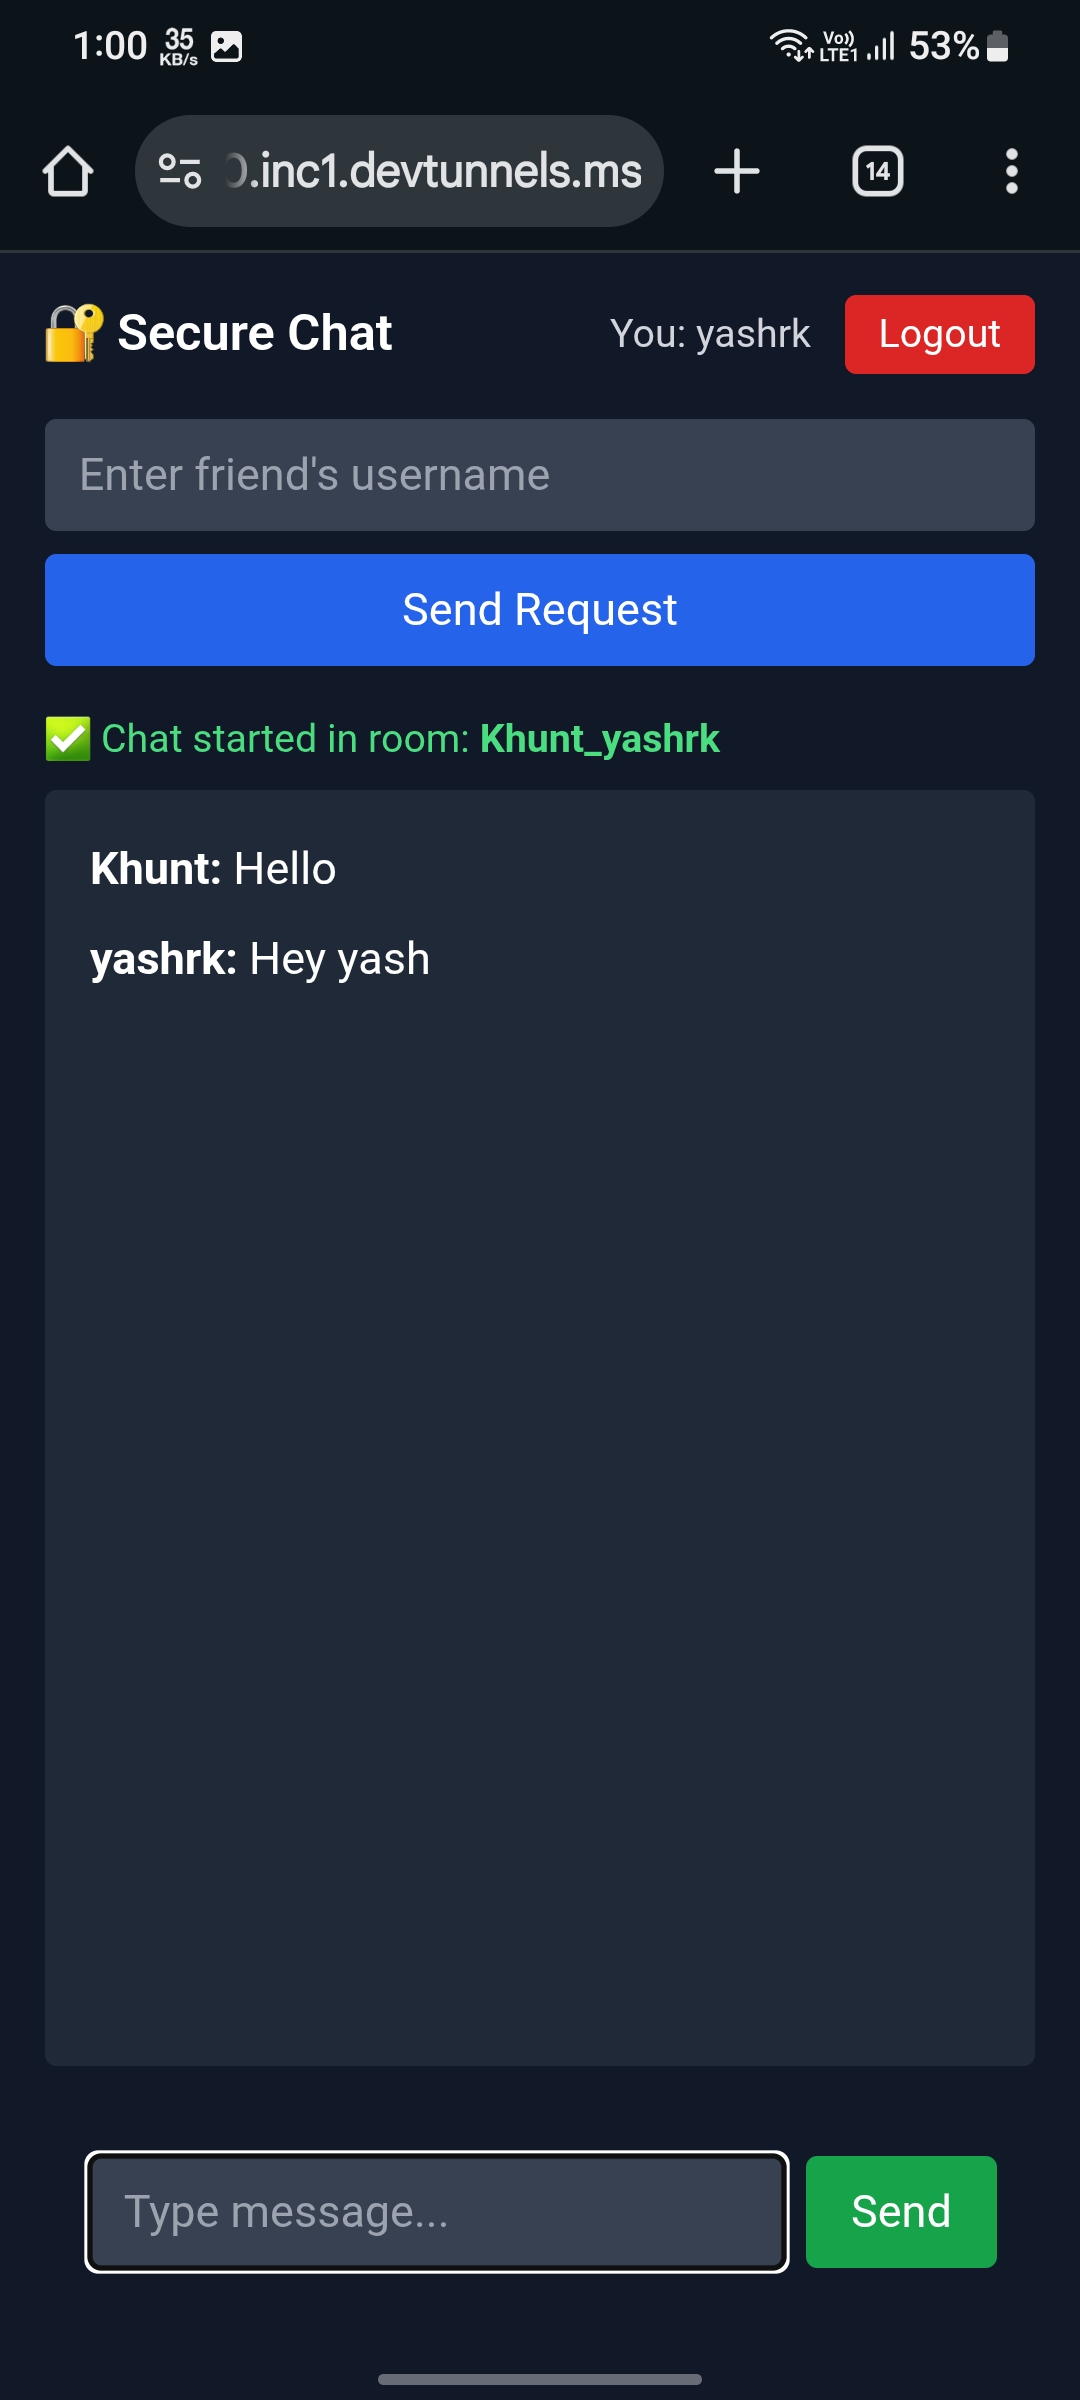 1:00 35 KB/s Vo)) LTE1 53%
.inc1.devtunnels.ms 14
Secure Chat You: yashrk Logout
Enter friend's username
Send Request
Chat started in room: Khunt_yashrk
Khunt: Hello
yashrk: Hey yash
Type message... Send